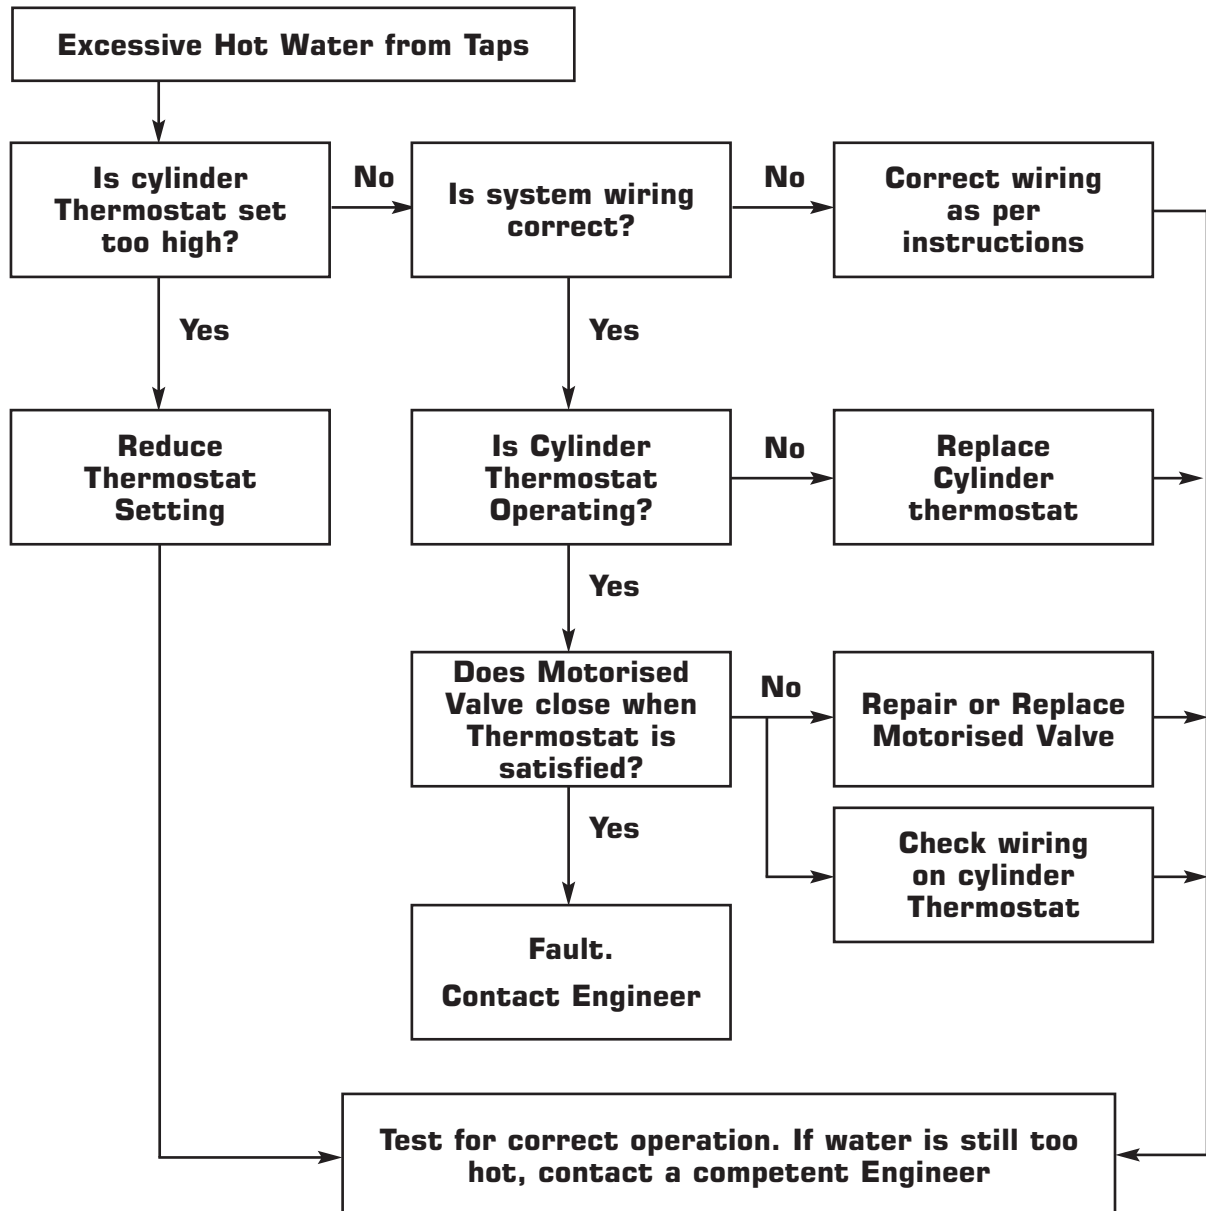 Excessive Hot Water from Taps
Is cylinder
Thermostat set
too high?
No
Is system wiring
correct?
No
Correct wiring
as per
instructions
Yes
Yes
Reduce
Thermostat
Setting
Is Cylinder
Thermostat
Operating?
No
Replace
Cylinder
thermostat
Yes
Does Motorised
Valve close when
Thermostat is
satisfied?
No
Repair or Replace
Motorised Valve
Yes
Check wiring
on cylinder
Thermostat
Fault.
Contact Engineer
Test for correct operation. If water is still too
hot, contact a competent Engineer